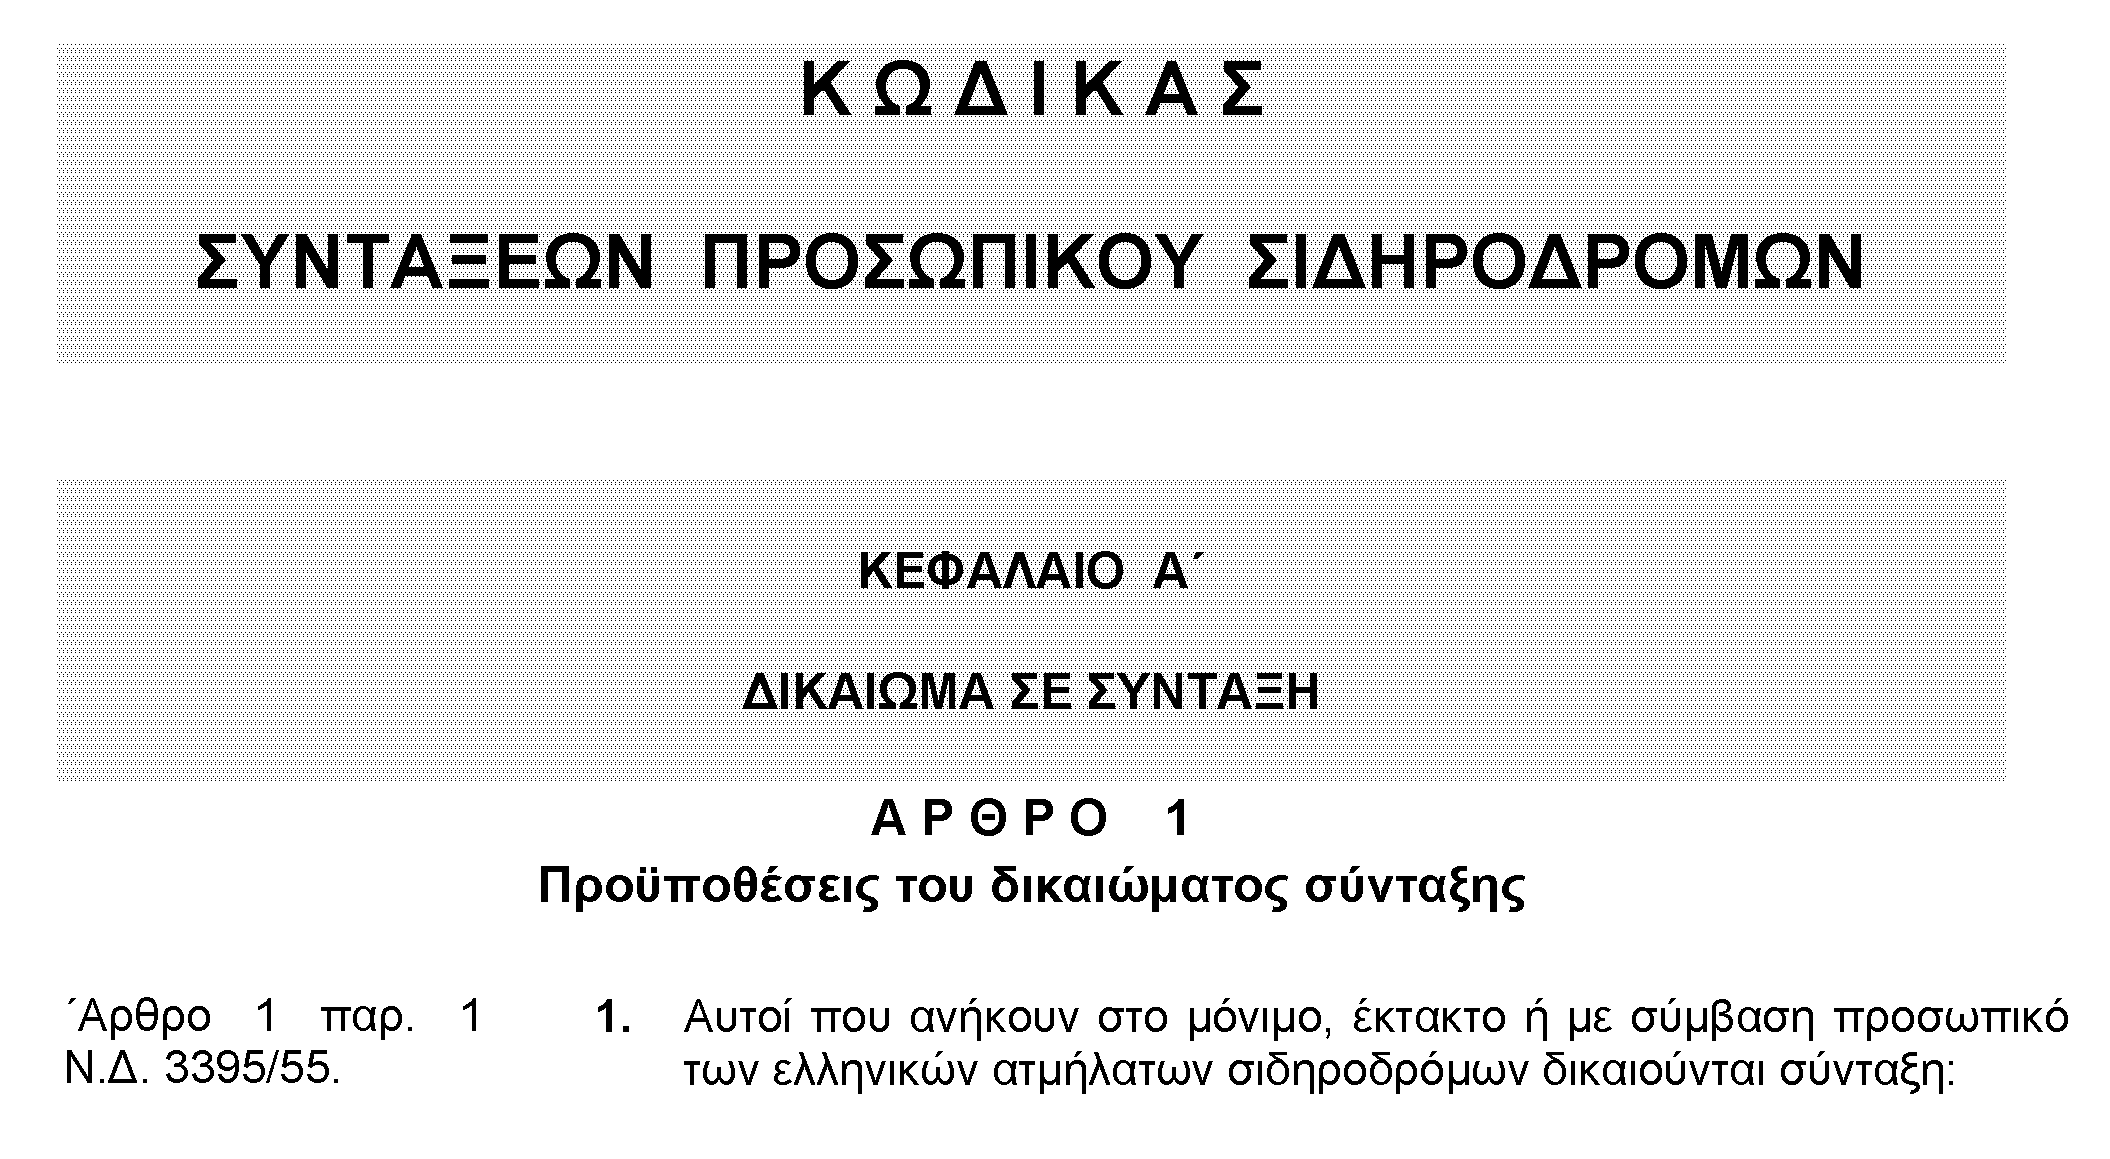 Κ Ω Δ Ι Κ Α Σ
ΣΥΝΤΑΞΕΩΝ ΠΡΟΣΩΠΙΚΟΥ ΣΙΔΗΡΟΔΡΟΜΩΝ
ΚΕΦΑΛΑΙΟ Α΄
ΔΙΚΑΙΩΜΑ ΣΕ ΣΥΝΤΑΞΗ
Α Ρ Θ Ρ Ο 1
Προϋποθέσεις του δικαιώματος σύνταξης
΄Αρθρο 1 παρ. 1
Ν.Δ. 3395/55.
1. Αυτοί που ανήκουν στο μόνιμο, έκτακτο ή με σύμβαση προσωπικό
των ελληνικών ατμήλατων σιδηροδρόμων δικαιούνται σύνταξη: